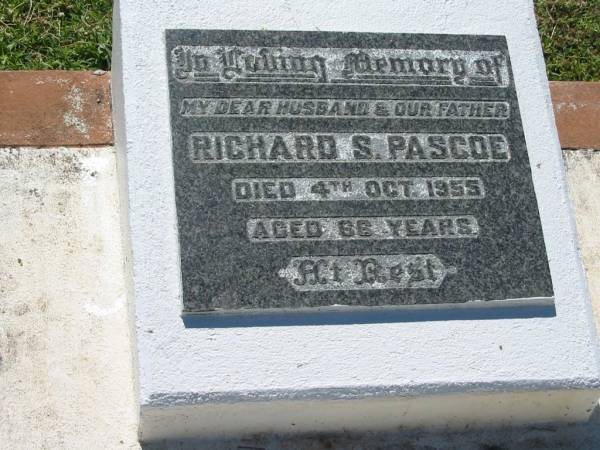 In Loving Memory of
MY DEAR HUSBAND & OUR FATHER
RICHARD S. PASCOE
DIED 4TH OCT. 1955
AGED 66 YEARS
At Rest